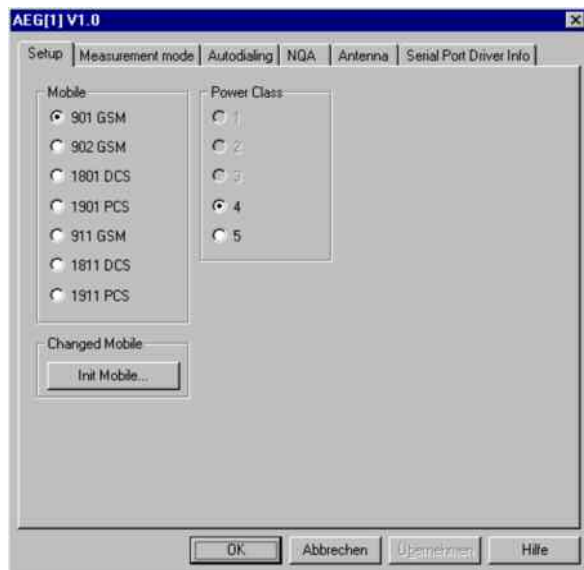 AEG[1] V1.0
Setup
Measurement mode
Autodialing
NQA
Antenna
Serial Port Driver Info
Mobile
901 GSM
902 GSM
1801 DCS
1901 PCS
911 GSM
1811 DCS
1911 PCS
Power Class
1
2
3
4
5
Changed Mobile
Init Mobile...
OK
Abbrechen
Übernehmen
Hilfe